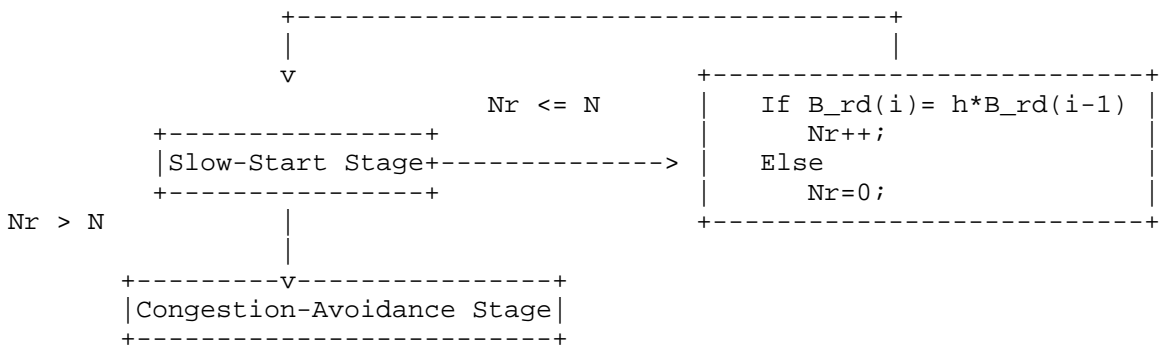 Nr <= N
If B_rd(i)= h*B_rd(i-1)
Nr++;
Slow-Start Stage
Else
Nr=0;
Nr > N
Congestion-Avoidance Stage